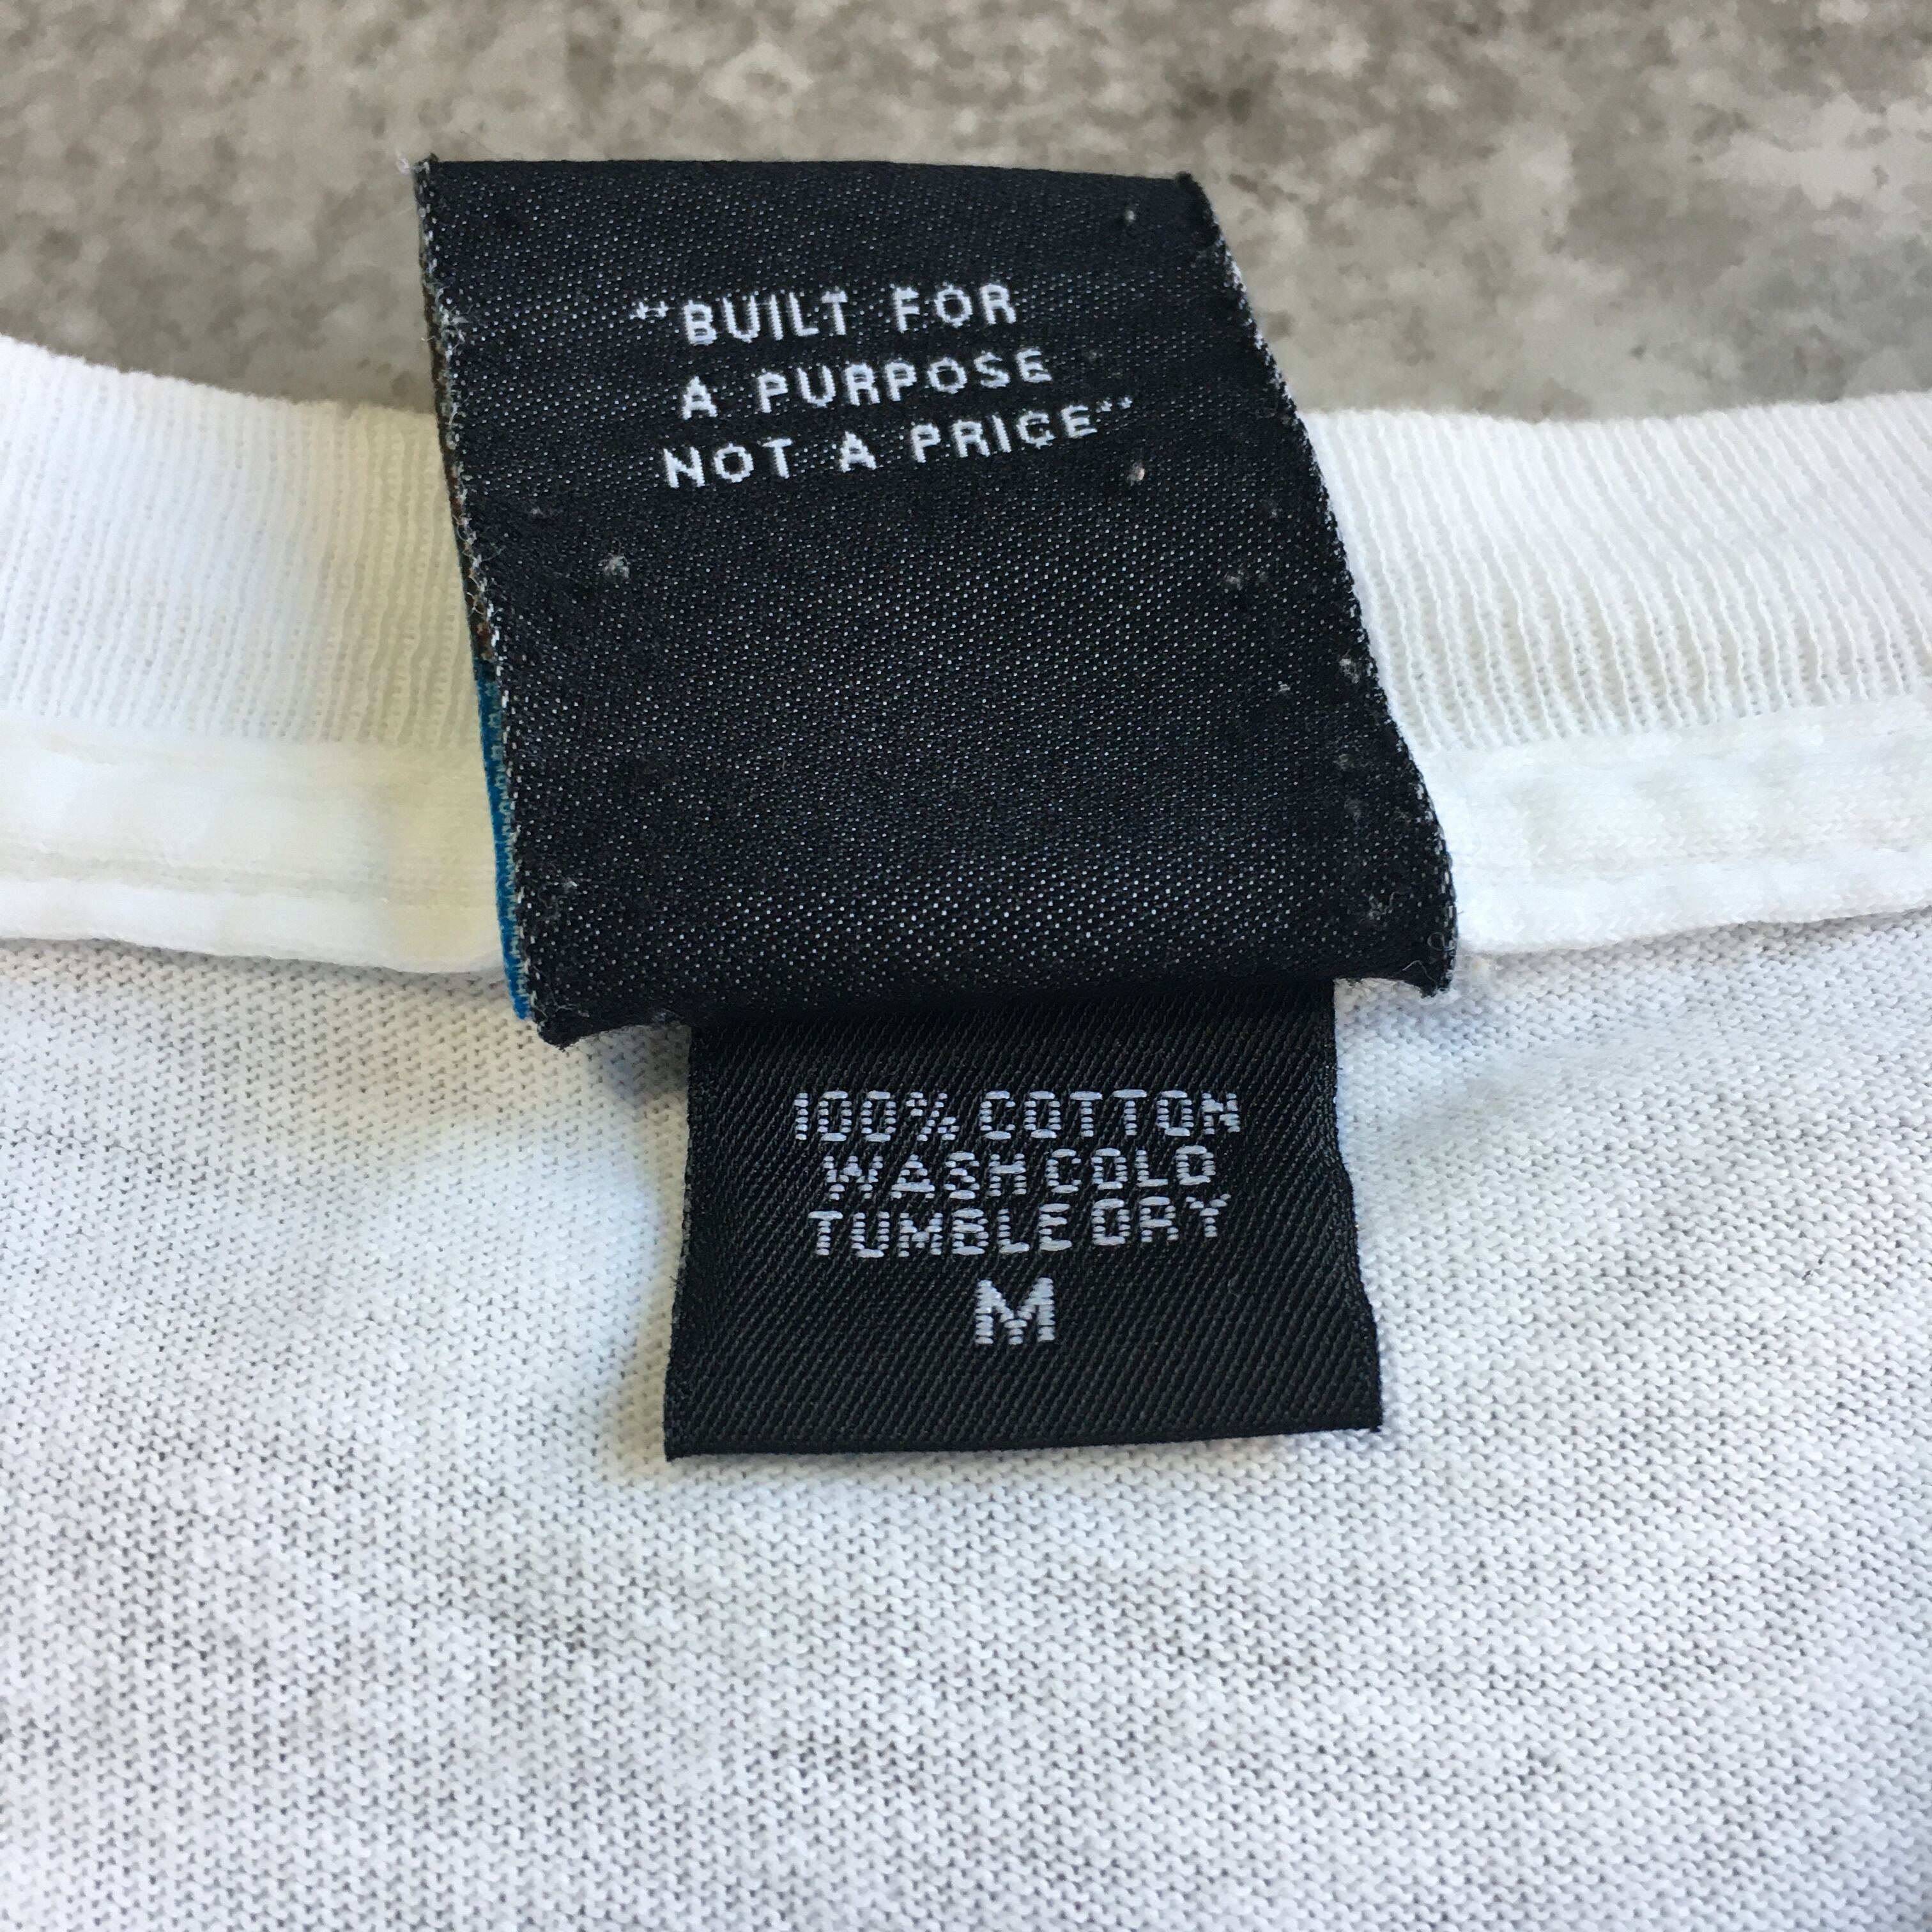 "BUILT FOR
A PURPOSE
NOT A PRICE"
100% COTTON
WASH COLD
TUMBLE DRY
M